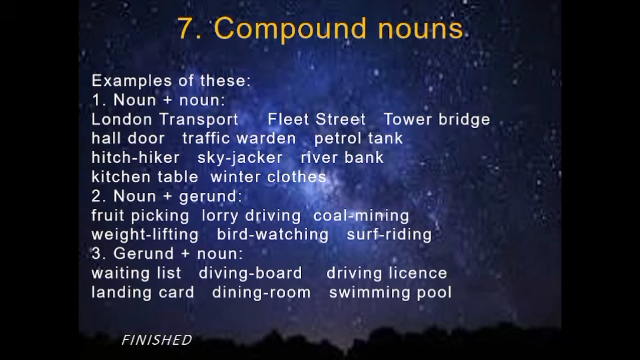 7. Compound nouns
Examples of these:
1. Noun + noun:
London Transport Fleet Street Tower bridge
hall door traffic warden petrol tank
hitch-hiker sky-jacker river bank
kitchen table winter clothes
2. Noun + gerund:
fruit picking lorry driving coal-mining
weight-lifting bird-watching surf-riding
3. Gerund + noun:
waiting list diving-board driving licence
landing card dining-room swimming pool
FINISHED